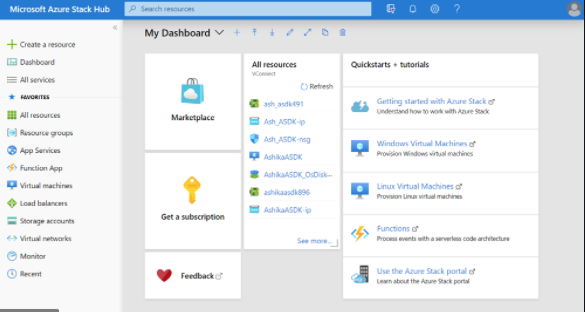 Microsoft Azure Stack Hub
Search resources
Create a resource
Dashboard
All services
FAVORITES
All resources
Resource groups
App Services
Function App
Virtual machines
Load balancers
Storage accounts
Virtual networks
Monitor
Recent
My Dashboard
Marketplace
Get a subscription
Feedback
All resources
VConnect
Refresh
ash_asdk491
Ash_ASDK-ip
Ash_ASDK-nsg
AshikaASDK
AshikaASDK_OsDisk—
ashikaasdk896
AshikaASDK-ip
See more...
Quickstarts + tutorials
Getting started with Azure Stack
Understand how to work with Azure Stack
Windows Virtual Machines
Provision Windows virtual machines
Linux Virtual Machines
Provision Linux virtual machines
Functions
Process events with a serverless code architecture
Use the Azure Stack portal
Learn about the Azure Stack portal